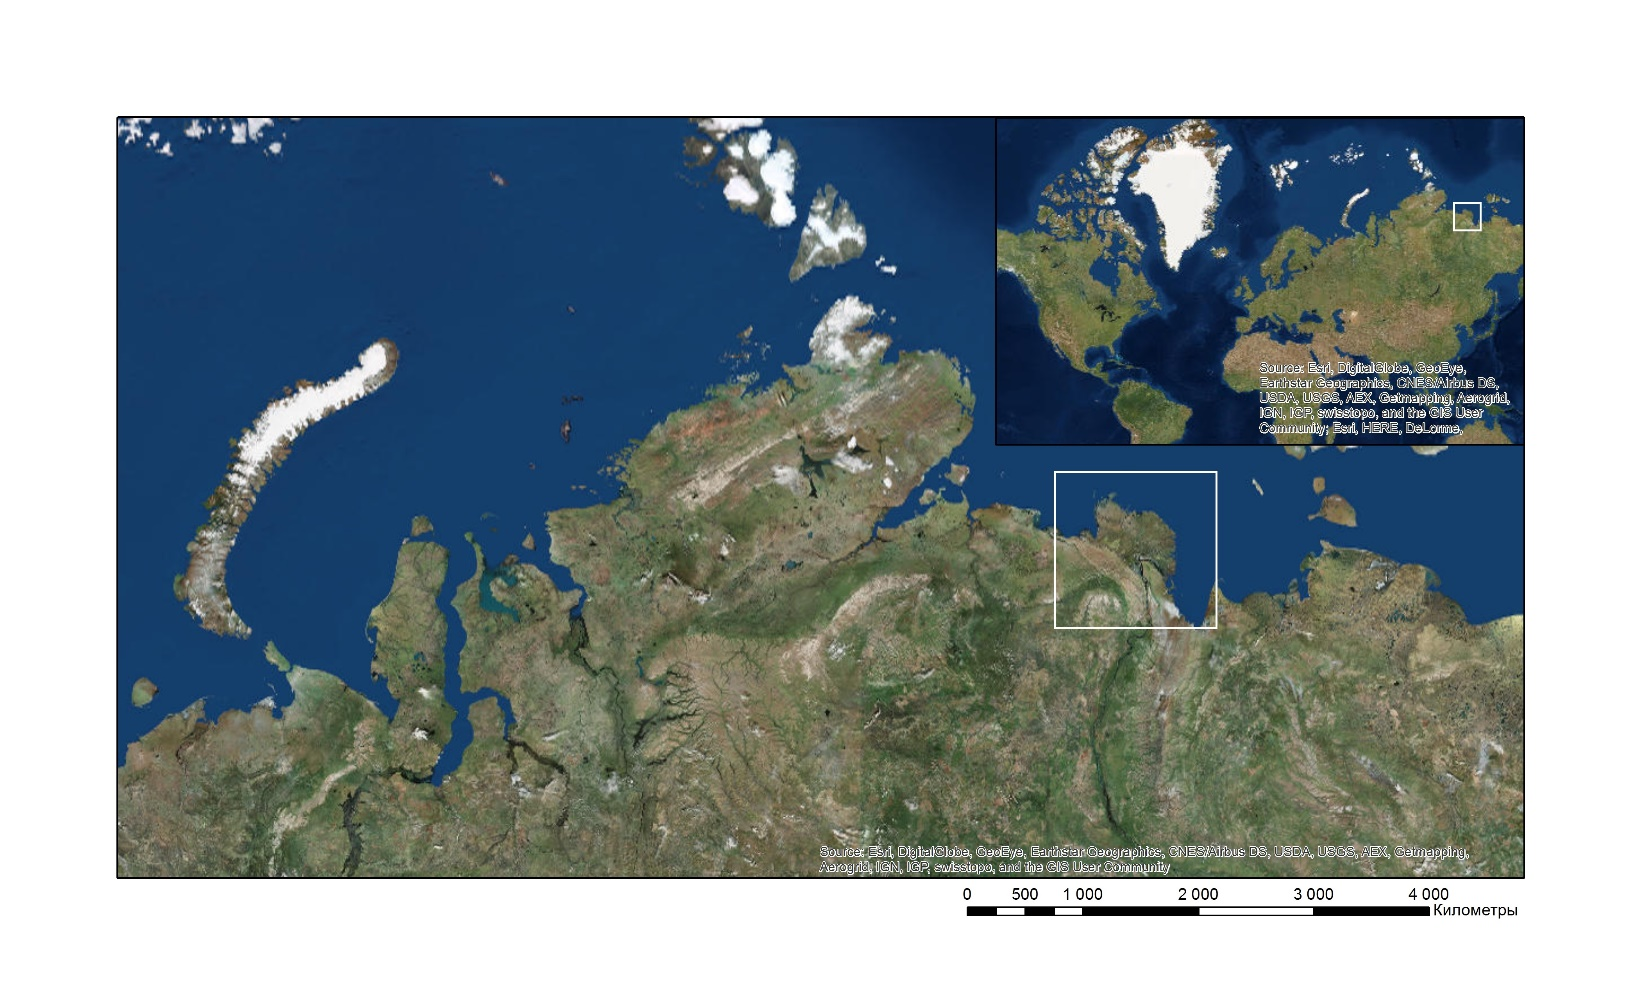 Source: Esri, DigitalGlobe, GeoEye,
Earthstar Geographics, CNES/Airbus DS,
USDA, USGS, AEX, Getmapping, Aerogrid,
IGN, IGP, swisstopo, and the GIS User
Community; Esri, HERE, DeLorme,
Source: Esri, DigitalGlobe, GeoEye, Earthstar Geographics, CNES/Airbus DS, USDA, USGS, AEX, Getmapping,
Aerogrid, IGN, IGP, swisstopo, and the GIS User Community
0 500 1 000 2 000 3 000 4 000
Километры